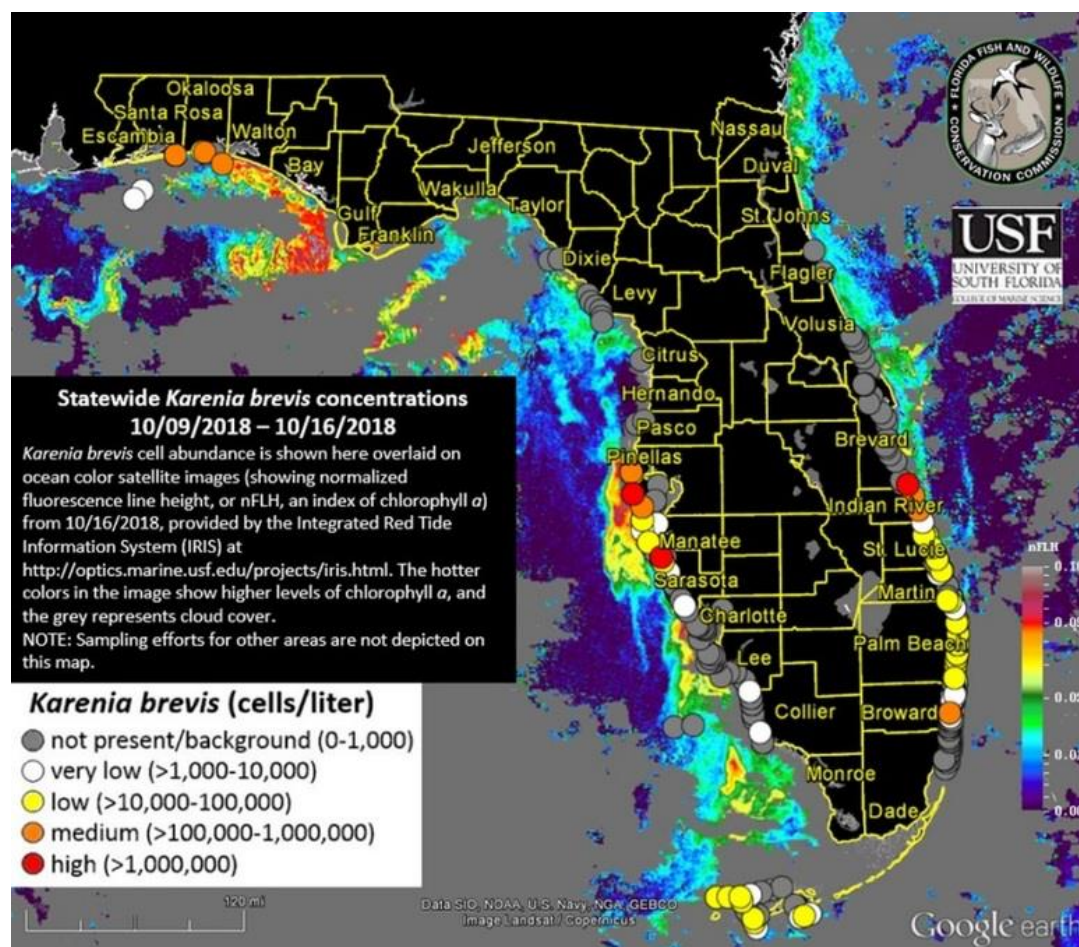 Okaloosa
Santa Rosa
Escambia
Walton
Bay
Jefferson
Wakulla
Taylor
Gulf
Franklin
Nassau
Duval
St. Johns
Dixie
Flagler
Levy
Volusia
Citrus
Hernando
Pasco
Pinellas
Brevard
Indian River
Manatee
St. Lucie
Sarasota
Martin
Charlotte
Palm Beach
Lee
Collier
Broward
Monroe
Dade
FLORIDA FISH AND WILDLIFE
CONSERVATION COMMISSION
USF
UNIVERSITY OF
SOUTH FLORIDA
COLLEGE OF MARINE SCIENCE
Statewide Karenia brevis concentrations
10/09/2018 – 10/16/2018
Karenia brevis cell abundance is shown here overlaid on
ocean color satellite images (showing normalized
fluorescence line height, or nFLH, an index of chlorophyll a)
from 10/16/2018, provided by the Integrated Red Tide
Information System (IRIS) at
http://optics.marine.usf.edu/projects/iris.html. The hotter
colors in the image show higher levels of chlorophyll a, and
the grey represents cloud cover.
NOTE: Sampling efforts for other areas are not depicted on
this map.
Karenia brevis (cells/liter)
not present/background (0-1,000)
very low (>1,000-10,000)
low (>10,000-100,000)
medium (>100,000-1,000,000)
high (>1,000,000)
nFLH
120 mi
Data SIO, NOAA, U.S. Navy, NGA, GEBCO
Image Landsat / Copernicus
Google earth